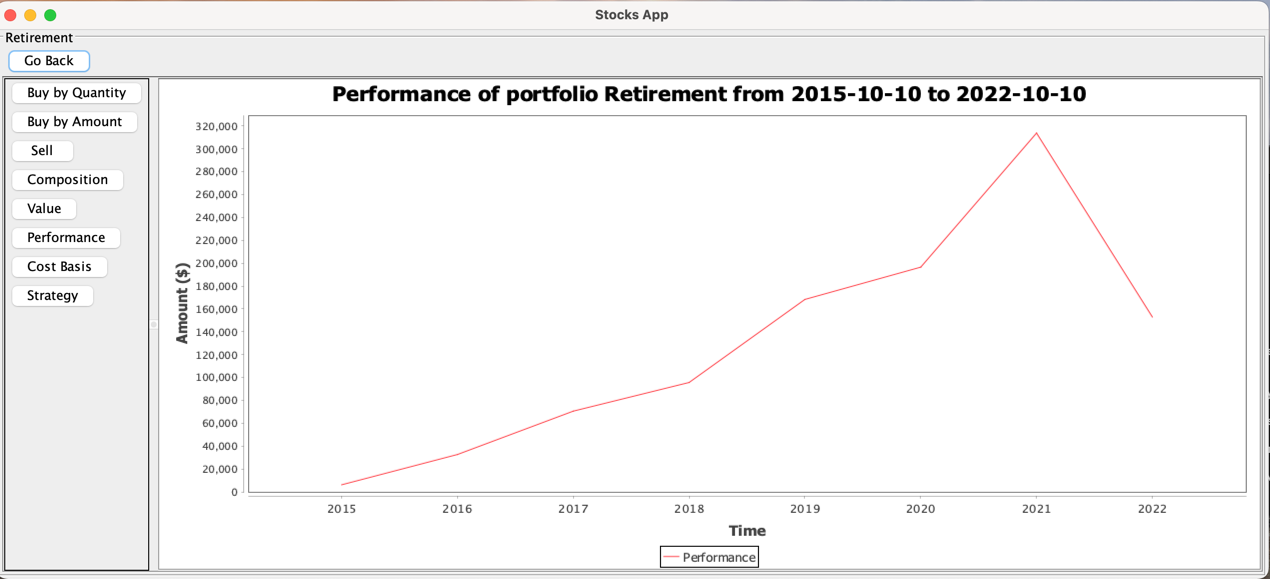 Stocks App
Retirement
Go Back
Buy by Quantity
Buy by Amount
Sell
Composition
Value
Performance
Cost Basis
Strategy
Performance of portfolio Retirement from 2015-10-10 to 2022-10-10
Amount ($)
320,000
300,000
280,000
260,000
240,000
220,000
200,000
180,000
160,000
140,000
120,000
100,000
80,000
60,000
40,000
20,000
0
2015 2016 2017 2018 2019 2020 2021 2022
Time
Performance